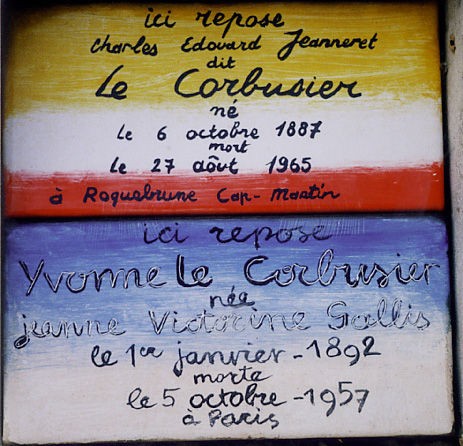 ici repose
Charles Edouard Jeanneret
dit
Le Corbusier
né
le 6 octobre 1887
mort
le 27 août 1965
à Roquebrune Cap-Martin
ici repose
Yvonne le Corbusier
née
jeanne Victorine Gallis
le 1er janvier - 1892
morte
le 5 octobre - 1957
à Paris